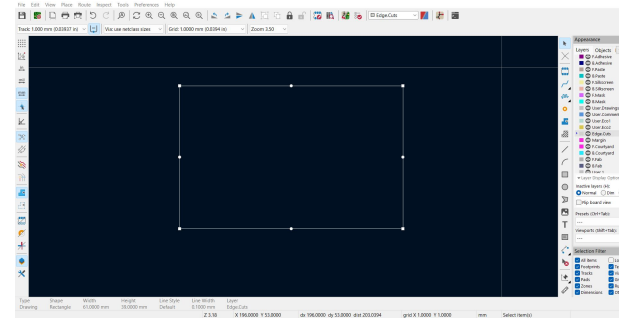 File Edit View Place Route Inspect Tools Preferences Help
Edge.Cuts
Track: 1.000 mm (0.03937 in) Via: use netclass sizes Grid: 1.0000 mm (0.0394 in) Zoom 3.50
Appearance
Layers Objects
F.Adhesive
B.Adhesive
F.Paste
B.Paste
F.Silkscreen
B.Silkscreen
F.Mask
B.Mask
User.Drawings
User.Commen
User.Eco1
User.Eco2
Edge.Cuts
Margin
F.Courtyard
B.Courtyard
F.Fab
B.Fab
Layer Display Option
Inactive layers (H):
Normal Dim
Flip board view
Presets (Ctrl+Tab):
---
Viewports (Shift+Tab):
---
Selection Filter
All items
Footprints
Tracks
Pads
Zones
Dimensions
Type Shape Width Height Line Style Line Width Layer
Drawing Rectangle 63.0000 mm 39.0000 mm Default 0.1000 mm Edge.Cuts
Z 3.18 X 196.0000 Y 53.0000 dx 196.0000 dy 53.0000 dist 203.0394 grid X 1.0000 Y 1.0000 mm Select item(s)